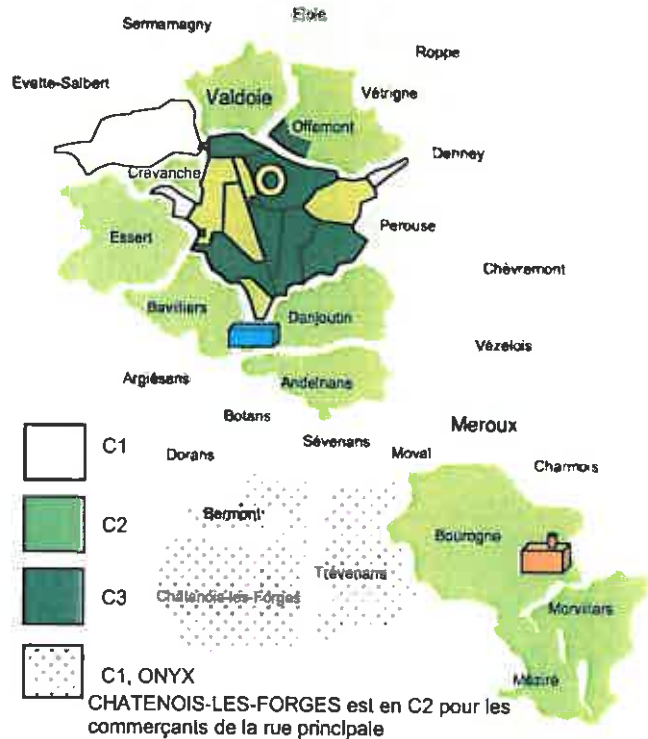 Eloie
Sermamagny
Roppe
Evette-Salbert
Valdoie
Vétrigne
Offemont
Denney
Cravanche
Perouse
Essert
Chèvremont
Bavilliers
Danjoutin
Vézelois
Argiésans
Andelnans
Botans
Meroux
Sévenans
Dorans
Moval
Charmois
C1
Bermont
Bourogne
C2
Trévenans
Châtenois-les-Forges
Morvillars
C3
Méziré
C1, ONYX
CHATENOIS-LES-FORGES est en C2 pour les
commerçants de la rue principale